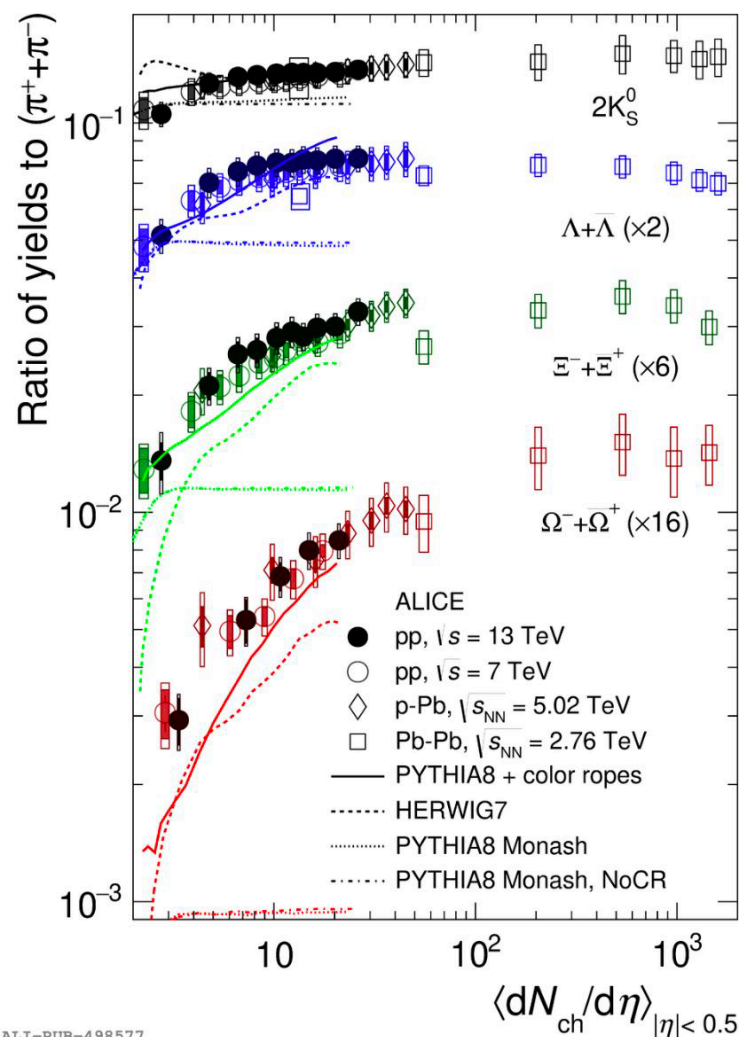 Ratio of yields to (π⁺+π⁻)
10⁻¹
10⁻²
10⁻³
2K⁰_S
Λ+Λ̅ (×2)
Ξ⁻+Ξ̅⁺ (×6)
Ω⁻+Ω̅⁺ (×16)
ALICE
pp, √s = 13 TeV
pp, √s = 7 TeV
p-Pb, √s_NN = 5.02 TeV
Pb-Pb, √s_NN = 2.76 TeV
PYTHIA8 + color ropes
HERWIG7
PYTHIA8 Monash
PYTHIA8 Monash, NoCR
10 10² 10³
⟨dN_ch/dη⟩_|η|< 0.5